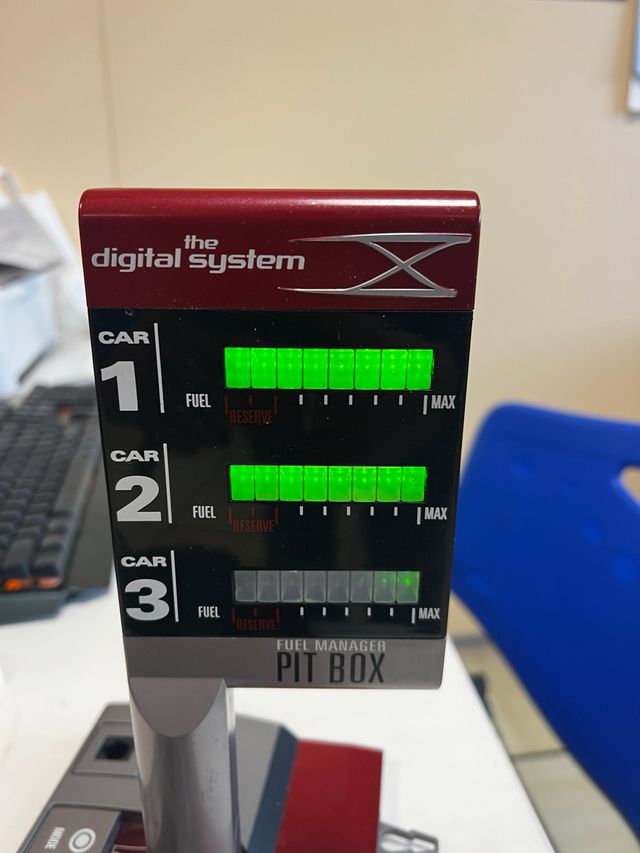 the
digital system X
CAR
1
FUEL RESERVE MAX
CAR
2
FUEL RESERVE MAX
CAR
3
FUEL RESERVE MAX
FUEL MANAGER
PIT BOX
MODE